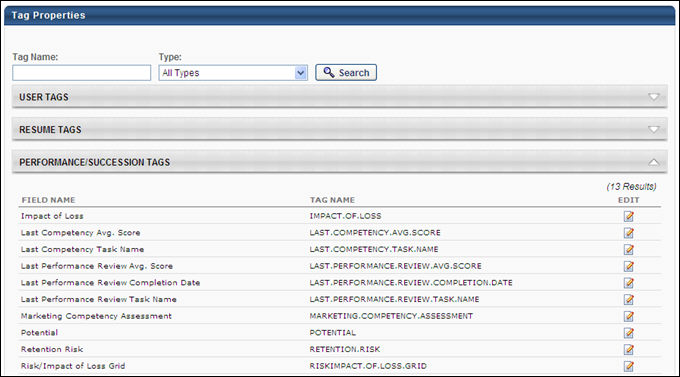 Tag Properties
Tag Name: Type:
All Types Search
USER TAGS
RESUME TAGS
PERFORMANCE/SUCCESSION TAGS
(13 Results)
FIELD NAME TAG NAME EDIT
Impact of Loss IMPACT.OF.LOSS
Last Competency Avg. Score LAST.COMPETENCY.AVG.SCORE
Last Competency Task Name LAST.COMPETENCY.TASK.NAME
Last Performance Review Avg. Score LAST.PERFORMANCE.REVIEW.AVG.SCORE
Last Performance Review Completion Date LAST.PERFORMANCE.REVIEW.COMPLETION.DATE
Last Performance Review Task Name LAST.PERFORMANCE.REVIEW.TASK.NAME
Marketing Competency Assessment MARKETING.COMPETENCY.ASSESSMENT
Potential POTENTIAL
Retention Risk RETENTION.RISK
Risk/Impact of Loss Grid RISKIMPACT.OF.LOSS.GRID